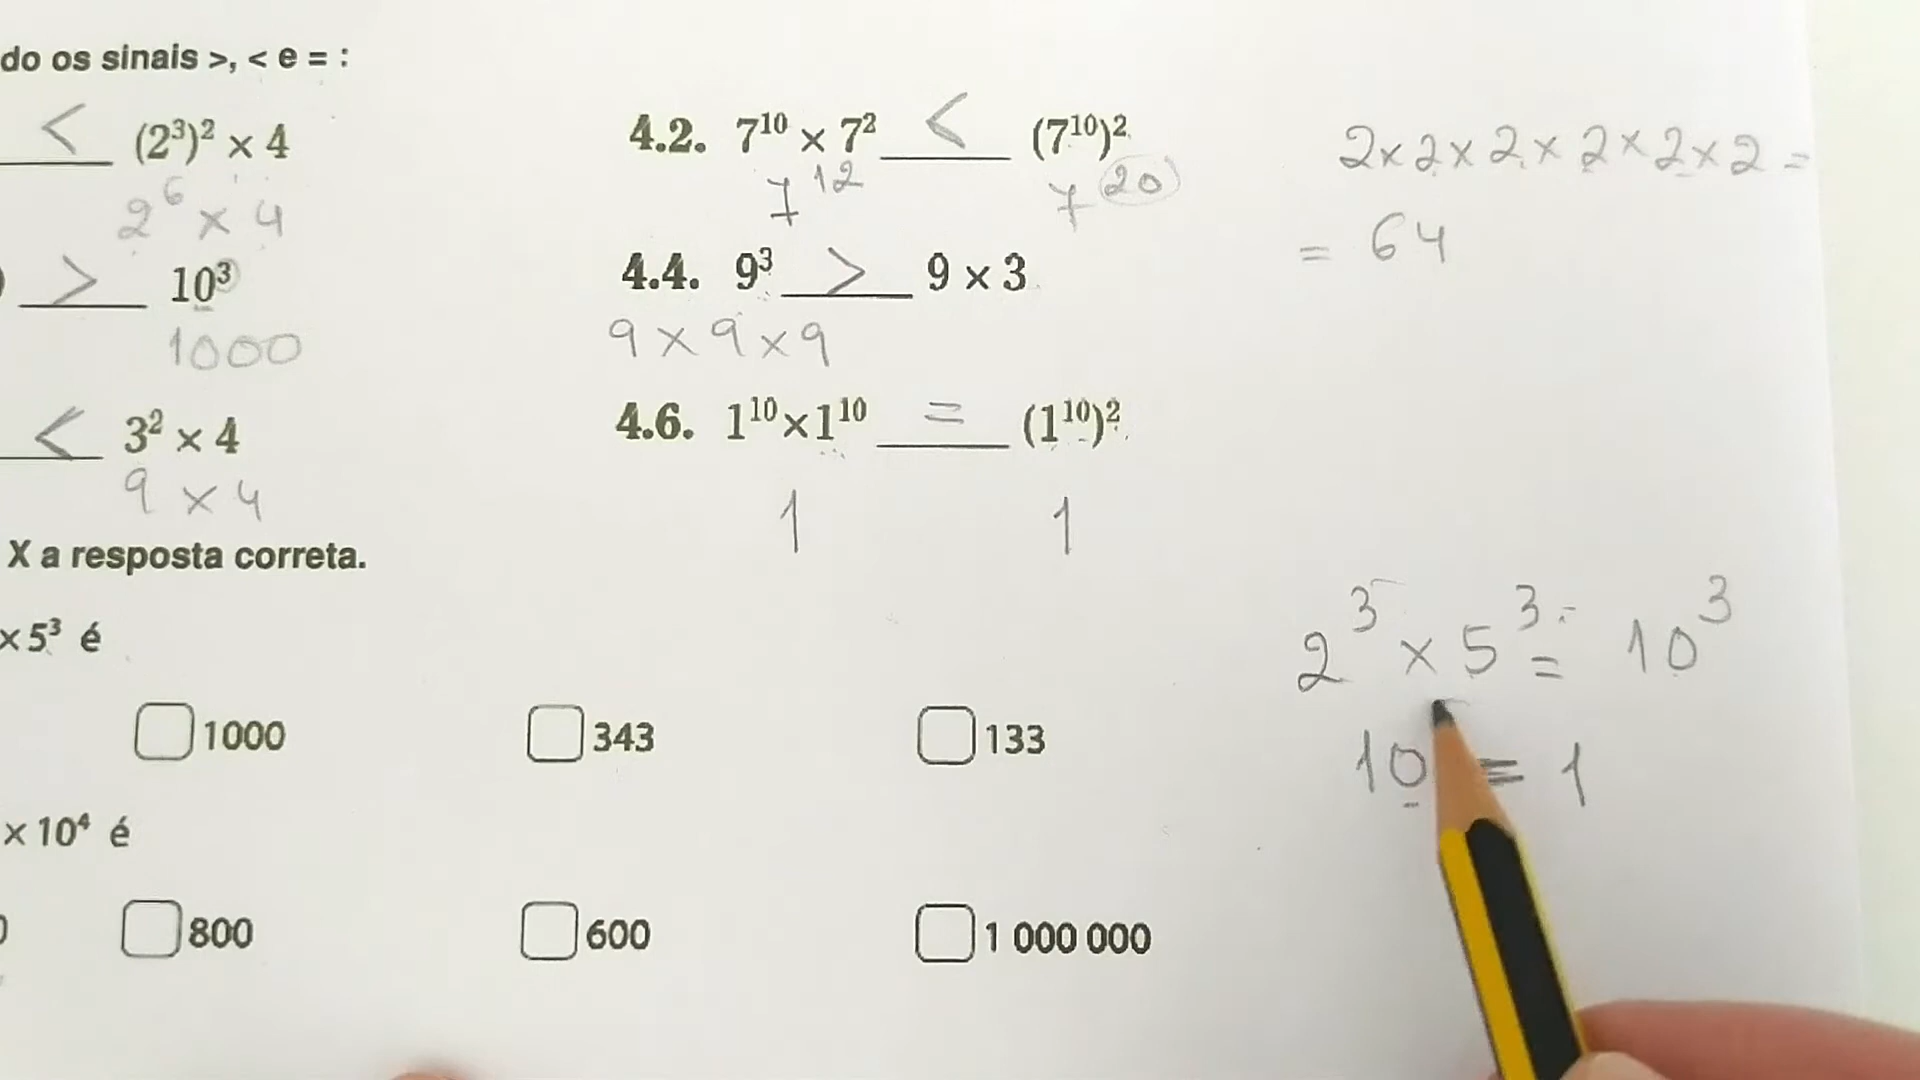 do os sinais >, < e = :
< (2³)² × 4
2⁶ × 4
> 10³
1000
< 3² × 4
9 × 4
4.2. 7¹⁰ × 7² < (7¹⁰)²
7¹² 7²⁰
4.4. 9³ > 9 × 3
9 × 9 × 9
4.6. 1¹⁰×1¹⁰ = (1¹⁰)²
1 1
2×2×2×2×2×2 =
= 64
X a resposta correta.
×5³ é
1000 343 133
× 10⁴ é
800 600 1 000 000
2³ × 5³ = 10³
10 = 1